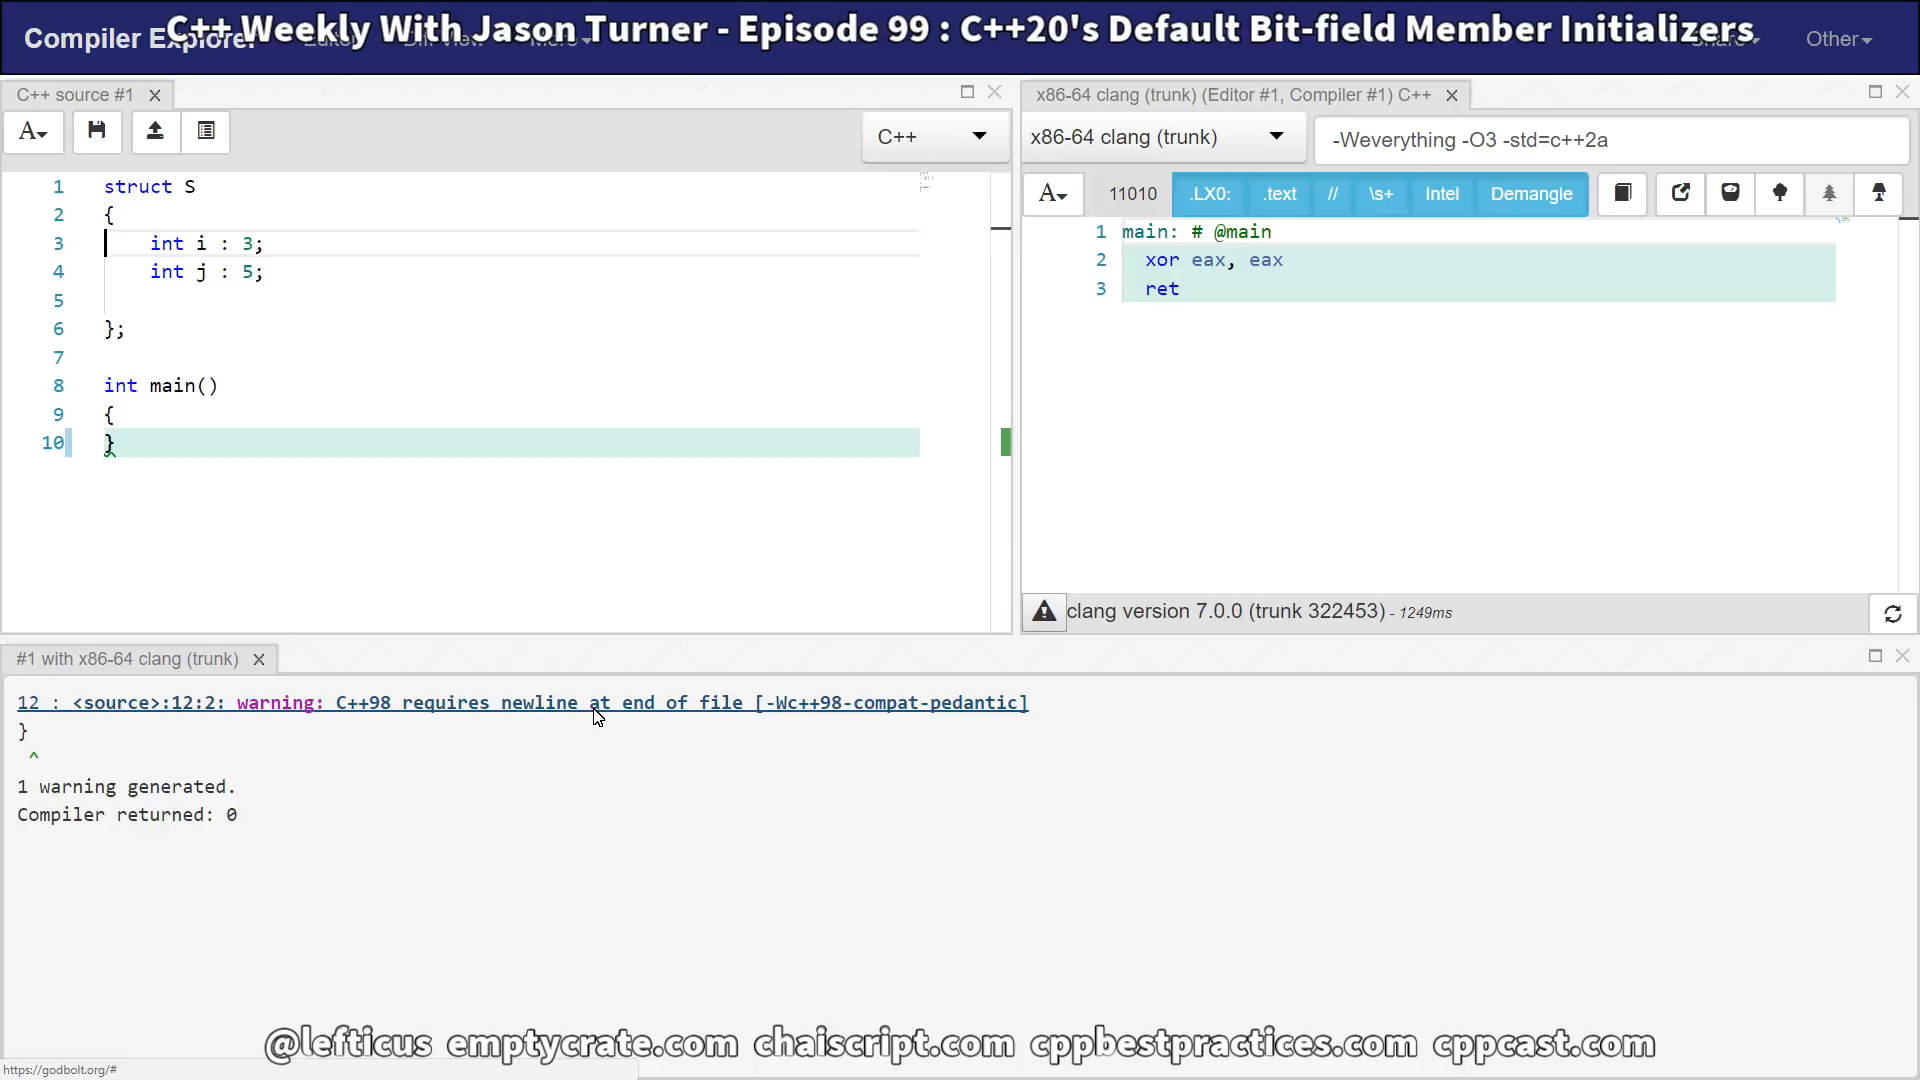 C++ Weekly With Jason Turner - Episode 99 : C++20's Default Bit-field Member Initializers
Compiler Explorer
Other
C++ source #1
A
C++
1 struct S
2 {
3 int i : 3;
4 int j : 5;
5
6 };
7
8 int main()
9 {
10 }
x86-64 clang (trunk) (Editor #1, Compiler #1) C++
x86-64 clang (trunk)
-Weverything -O3 -std=c++2a
A 11010 .LX0: .text // \s+ Intel Demangle
1 main: # @main
2 xor eax, eax
3 ret
clang version 7.0.0 (trunk 322453) - 1249ms
#1 with x86-64 clang (trunk)
12 : <source>:12:2: warning: C++98 requires newline at end of file [-Wc++98-compat-pedantic]
}
^
1 warning generated.
Compiler returned: 0
@lefticus emptycrate.com chaiscript.com cppbestpractices.com cppcast.com
https://godbolt.org/#